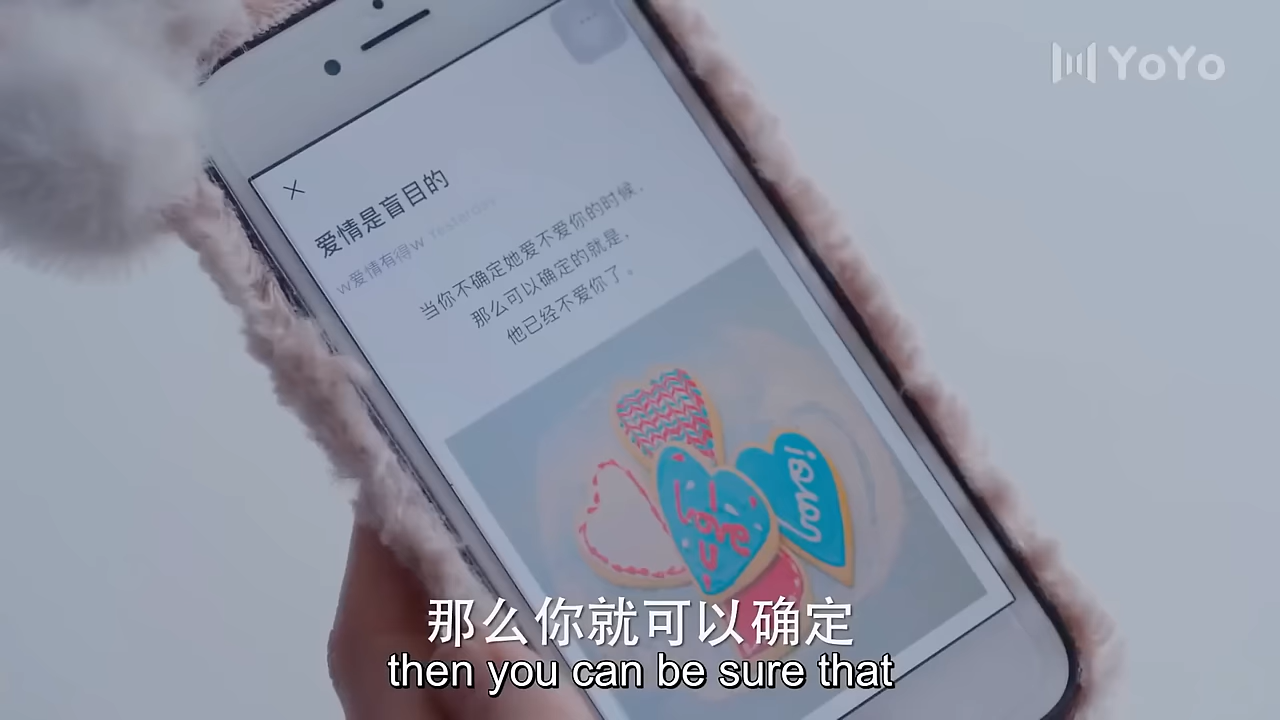 YoYo
爱情是盲目的
w爱情有得w Yesterday
当你不确定她爱不爱你的时候，
那么可以确定的就是，
他已经不爱你了。
那么你就可以确定
then you can be sure that